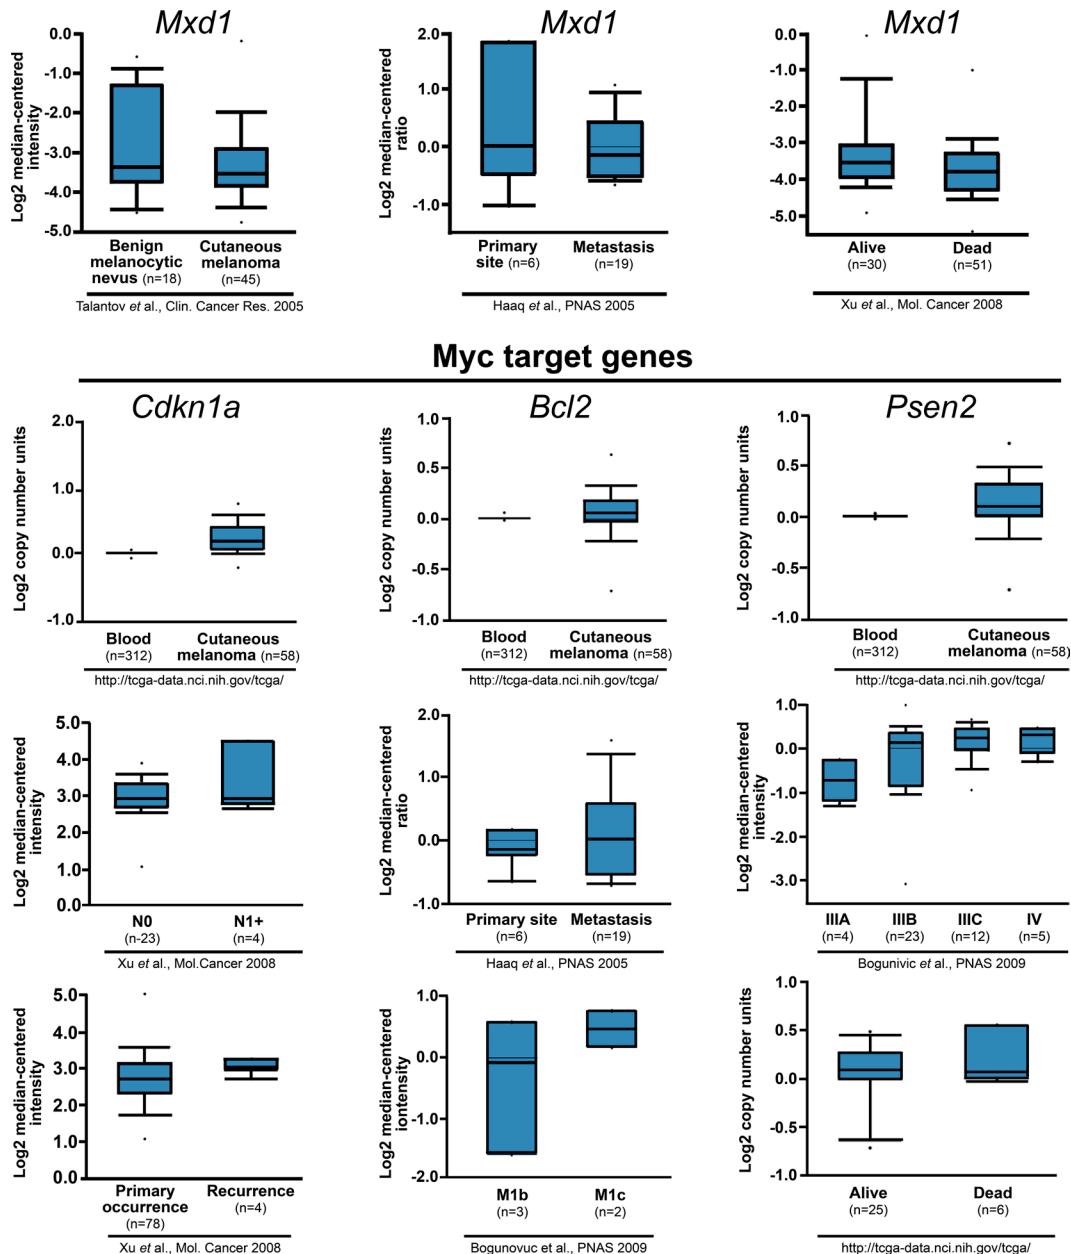 Mxd1
Log2 median-centered
intensity
0.0
-1.0
-2.0
-3.0
-4.0
-5.0
Benign
melanocytic
nevus (n=18)
Cutaneous
melanoma
(n=45)
Talantov et al., Clin. Cancer Res. 2005
Mxd1
Log2 median-centered
ratio
2.0
1.0
0.0
-1.0
Primary
site (n=6)
Metastasis
(n=19)
Haaq et al., PNAS 2005
Mxd1
Log2 median-centered
intensity
0.0
-1.0
-2.0
-3.0
-4.0
-5.0
Alive
(n=30)
Dead
(n=51)
Xu et al., Mol. Cancer 2008
Myc target genes
Cdkn1a
Log2 copy number units
2.0
1.0
0.0
-1.0
Blood
(n=312)
Cutaneous
melanoma (n=58)
http://tcga-data.nci.nih.gov/tcga/
Bcl2
Log2 copy number units
1.0
0.5
0.0
-0.5
-1.0
Blood
(n=312)
Cutaneous
melanoma (n=58)
http://tcga-data.nci.nih.gov/tcga/
Psen2
Log2 copy number units
1.0
0.5
0.0
-0.5
-1.0
Blood
(n=312)
Cutaneous
melanoma (n=58)
http://tcga-data.nci.nih.gov/tcga/
Log2 median-centered
intensity
5.0
4.0
3.0
2.0
1.0
0.0
N0
(n-23)
N1+
(n=4)
Xu et al., Mol.Cancer 2008
Log2 median-centered
ratio
2.0
1.0
0.0
-1.0
Primary site
(n=6)
Metastasis
(n=19)
Haaq et al., PNAS 2005
Log2 median-centered
intensity
1.0
0.0
-1.0
-2.0
-3.0
IIIA
(n=4)
IIIB
(n=23)
IIIC
(n=12)
IV
(n=5)
Bogunivic et al., PNAS 2009
Log2 median-centered
intensity
5.0
4.0
3.0
2.0
1.0
0.0
Primary
occurrence
(n=78)
Recurrence
(n=4)
Xu et al., Mol. Cancer 2008
Log2 median-centered
iontensity
1.0
0.0
-1.0
-2.0
M1b
(n=3)
M1c
(n=2)
Bogunovuc et al., PNAS 2009
Log2 copy number units
1.0
0.5
0.0
-0.5
-1.0
Alive
(n=25)
Dead
(n=6)
http://tcga-data.nci.nih.gov/tcga/